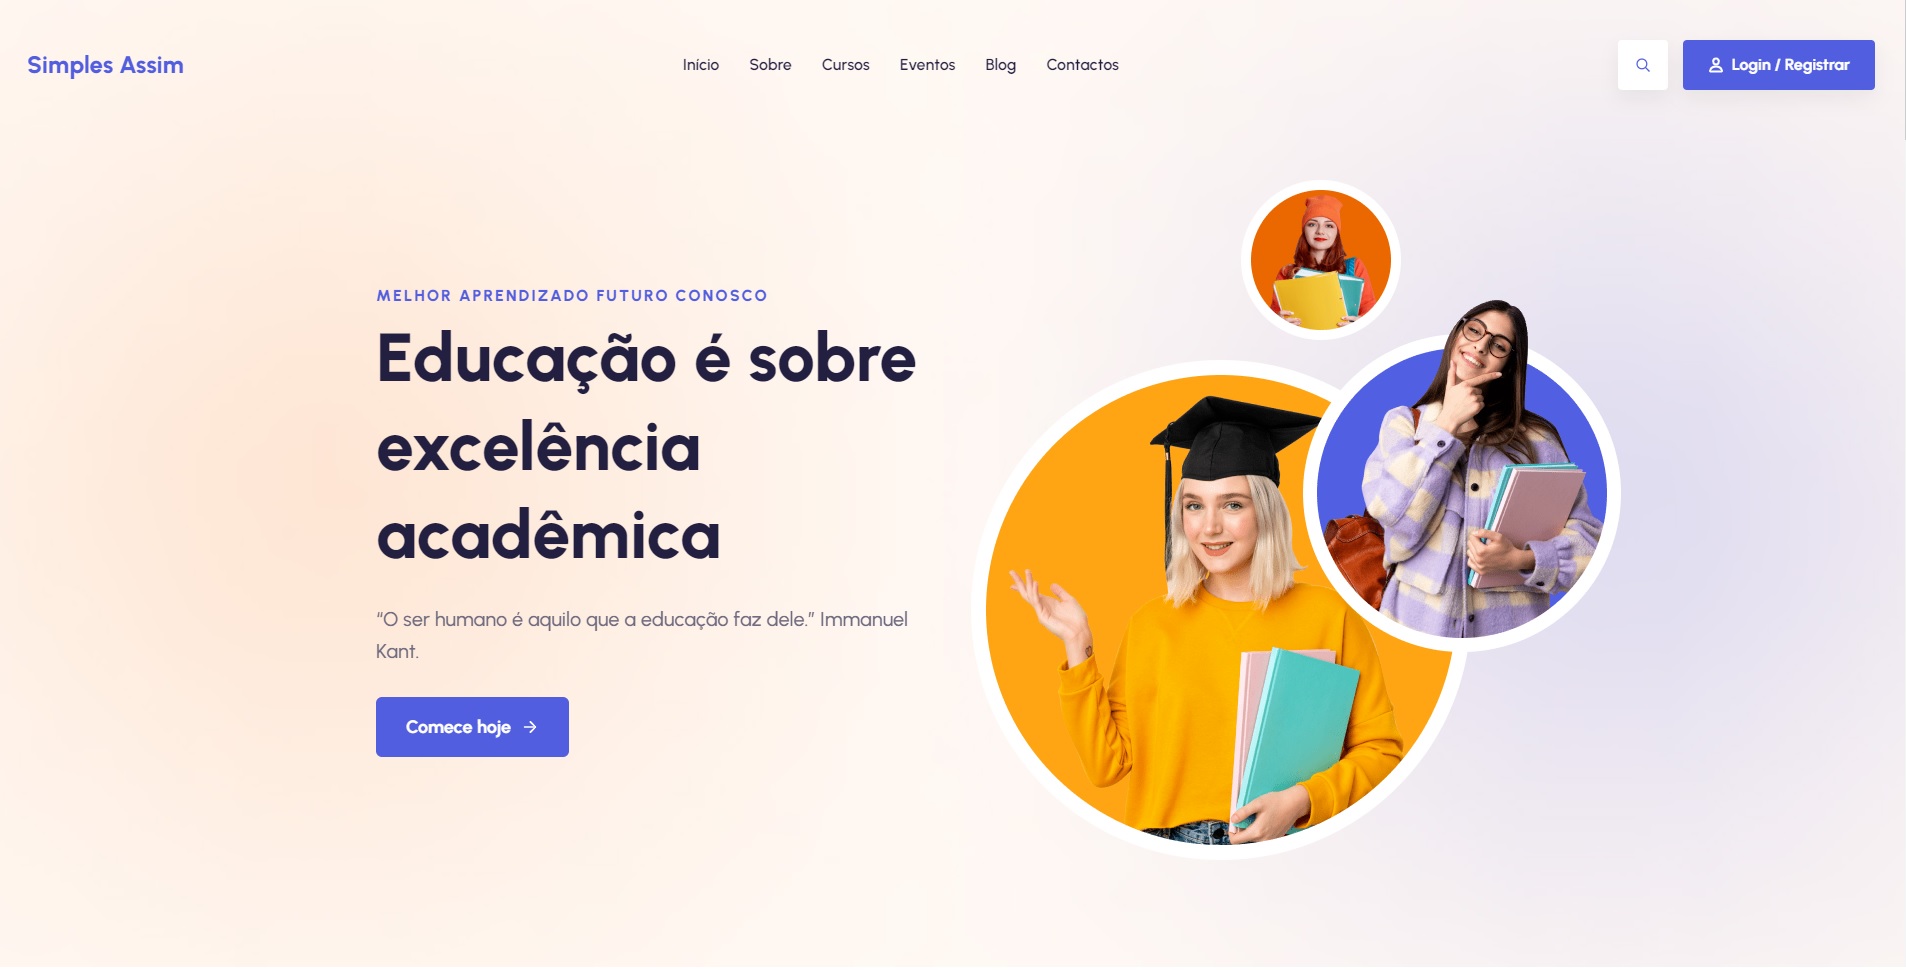 Simples Assim
Início
Sobre
Cursos
Eventos
Blog
Contactos
Login / Registrar
MELHOR APRENDIZADO FUTURO CONOSCO
Educação é sobre
excelência
acadêmica
“O ser humano é aquilo que a educação faz dele.” Immanuel
Kant.
Comece hoje